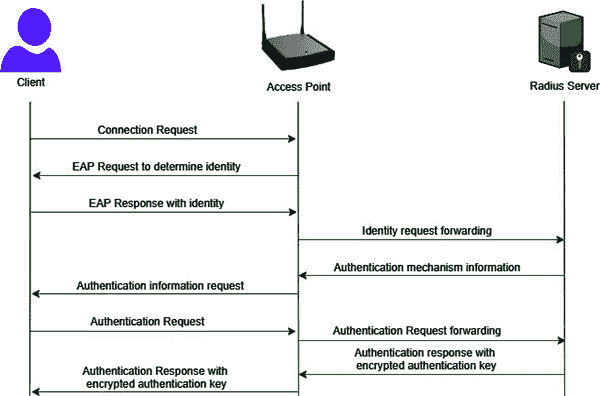 Client
Access Point
Radius Server
Connection Request
EAP Request to determine identity
EAP Response with identity
Identity request forwarding
Authentication mechanism information
Authentication information request
Authentication Request
Authentication Request forwarding
Authentication response with
encrypted authentication key
Authentication Response with
encrypted authentication key